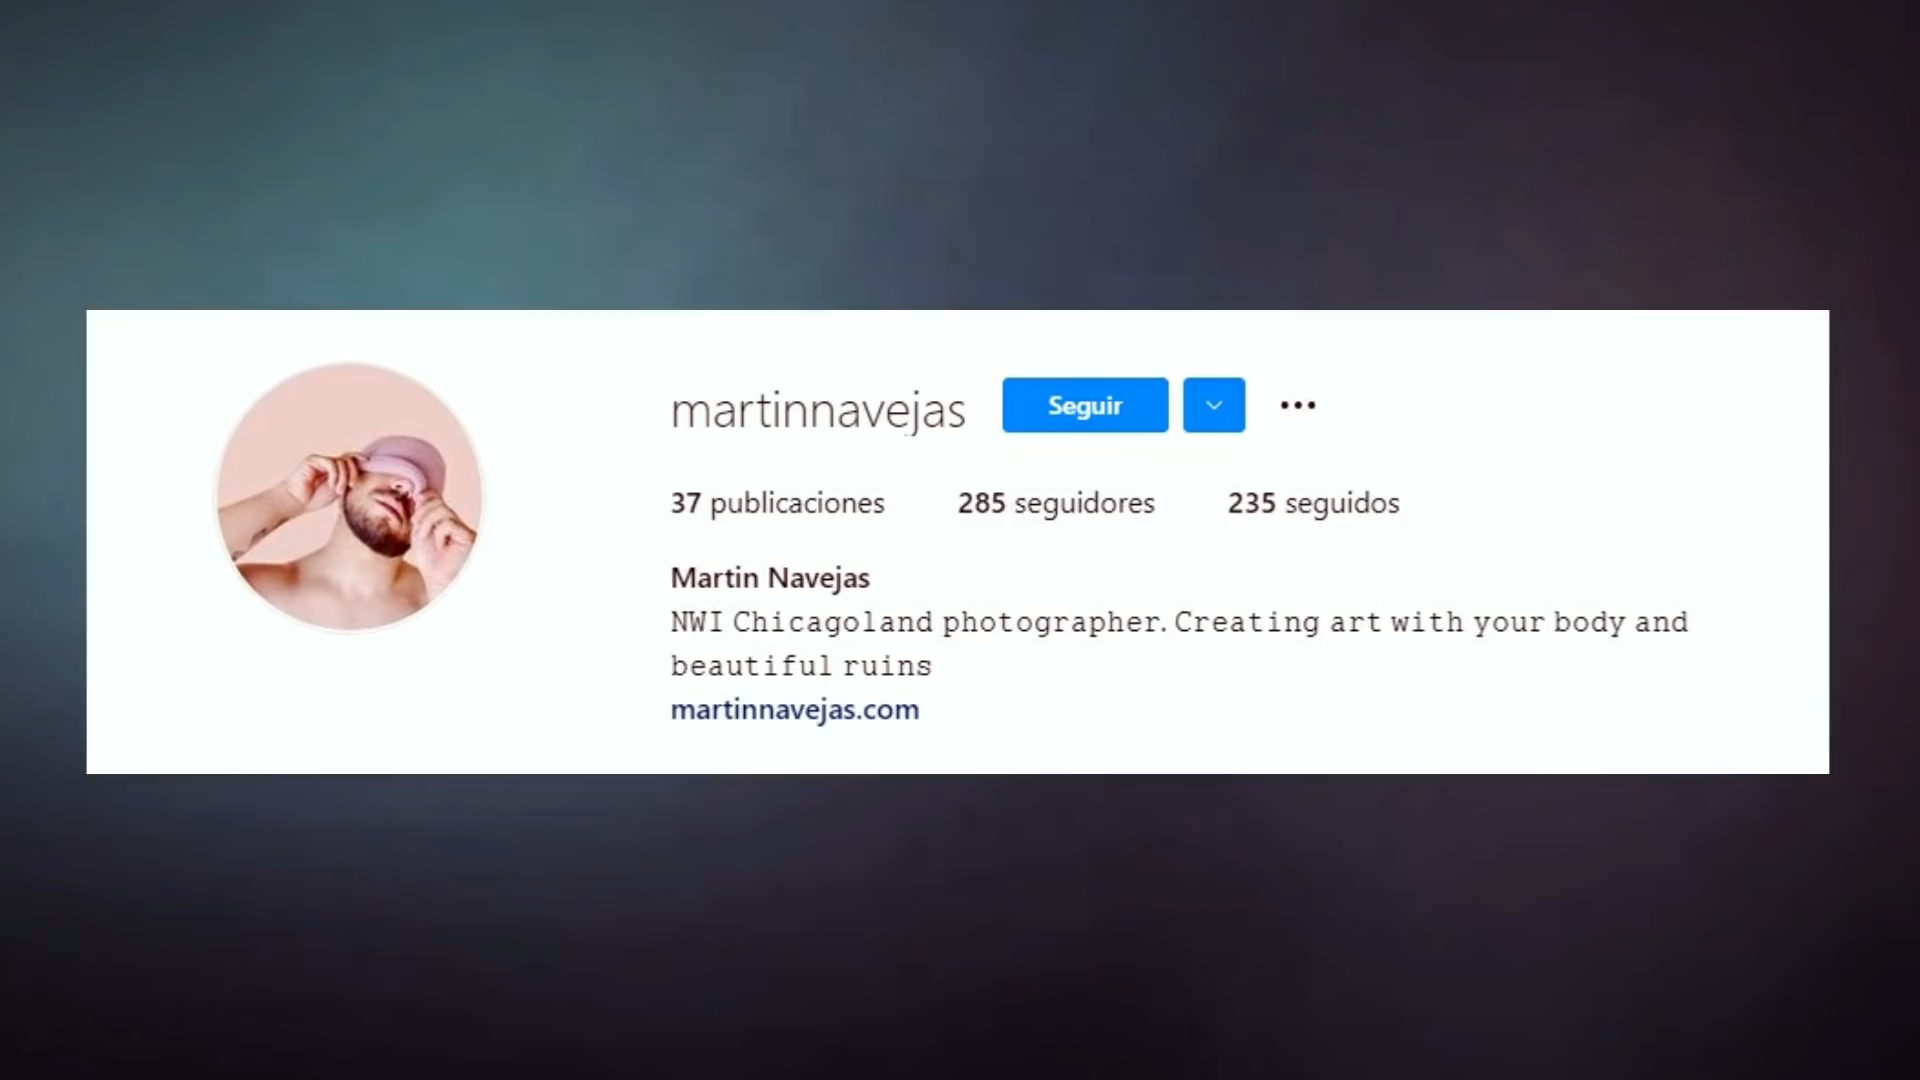 martinnavejas Seguir
37 publicaciones 285 seguidores 235 seguidos
Martin Navejas
NWI Chicagoland photographer. Creating art with your body and
beautiful ruins
martinnavejas.com